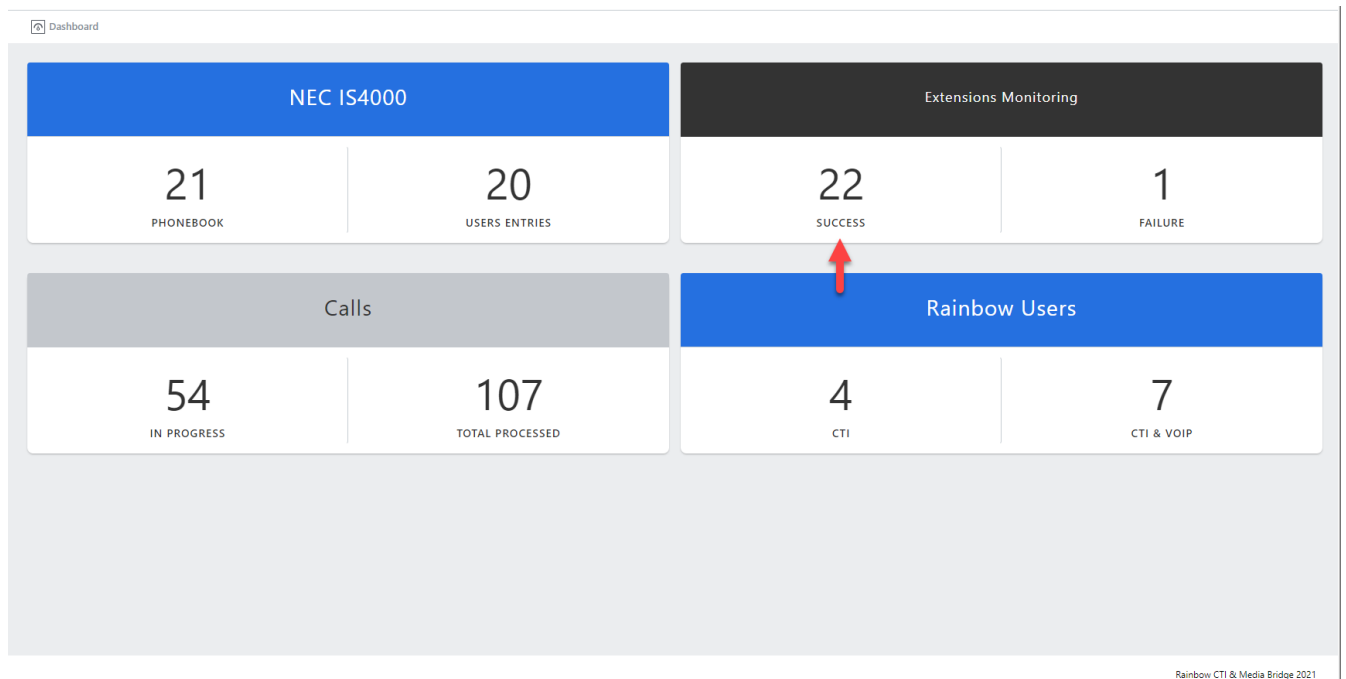 Dashboard
NEC IS4000
21
PHONEBOOK
20
USERS ENTRIES
Extensions Monitoring
22
SUCCESS
1
FAILURE
Calls
54
IN PROGRESS
107
TOTAL PROCESSED
Rainbow Users
4
CTI
7
CTI & VOIP
Rainbow CTI & Media Bridge 2021